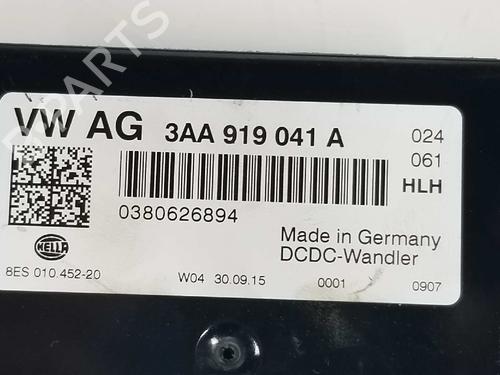 VW AG 3AA 919 041 A 024
061
HLH
0380626894
HELLA
Made in Germany
DCDC-Wandler
8ES 010.452-20 W04 30.09.15 0001 0907